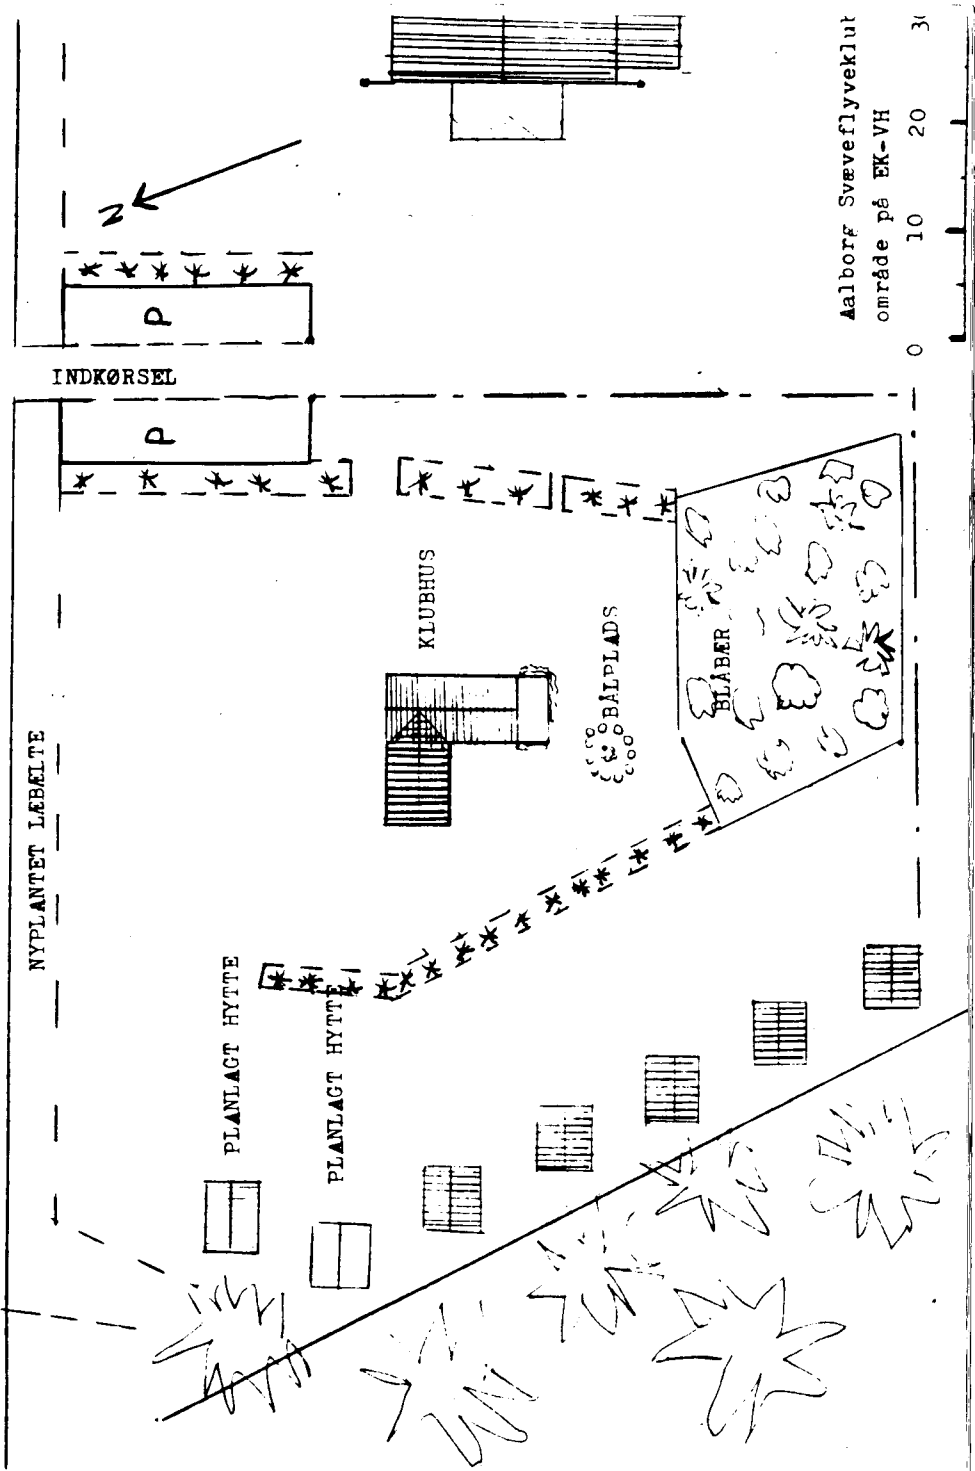 Aalborg Svæveflyveklub
område på EK-VH
0 10 20 30
N
P
INDKØRSEL
P
KLUBHUS
BÅLPLADS
BLÅBÆR
NYPLANTET LÆBÆLTE
PLANLAGT HYTTE
PLANLAGT HYTTE